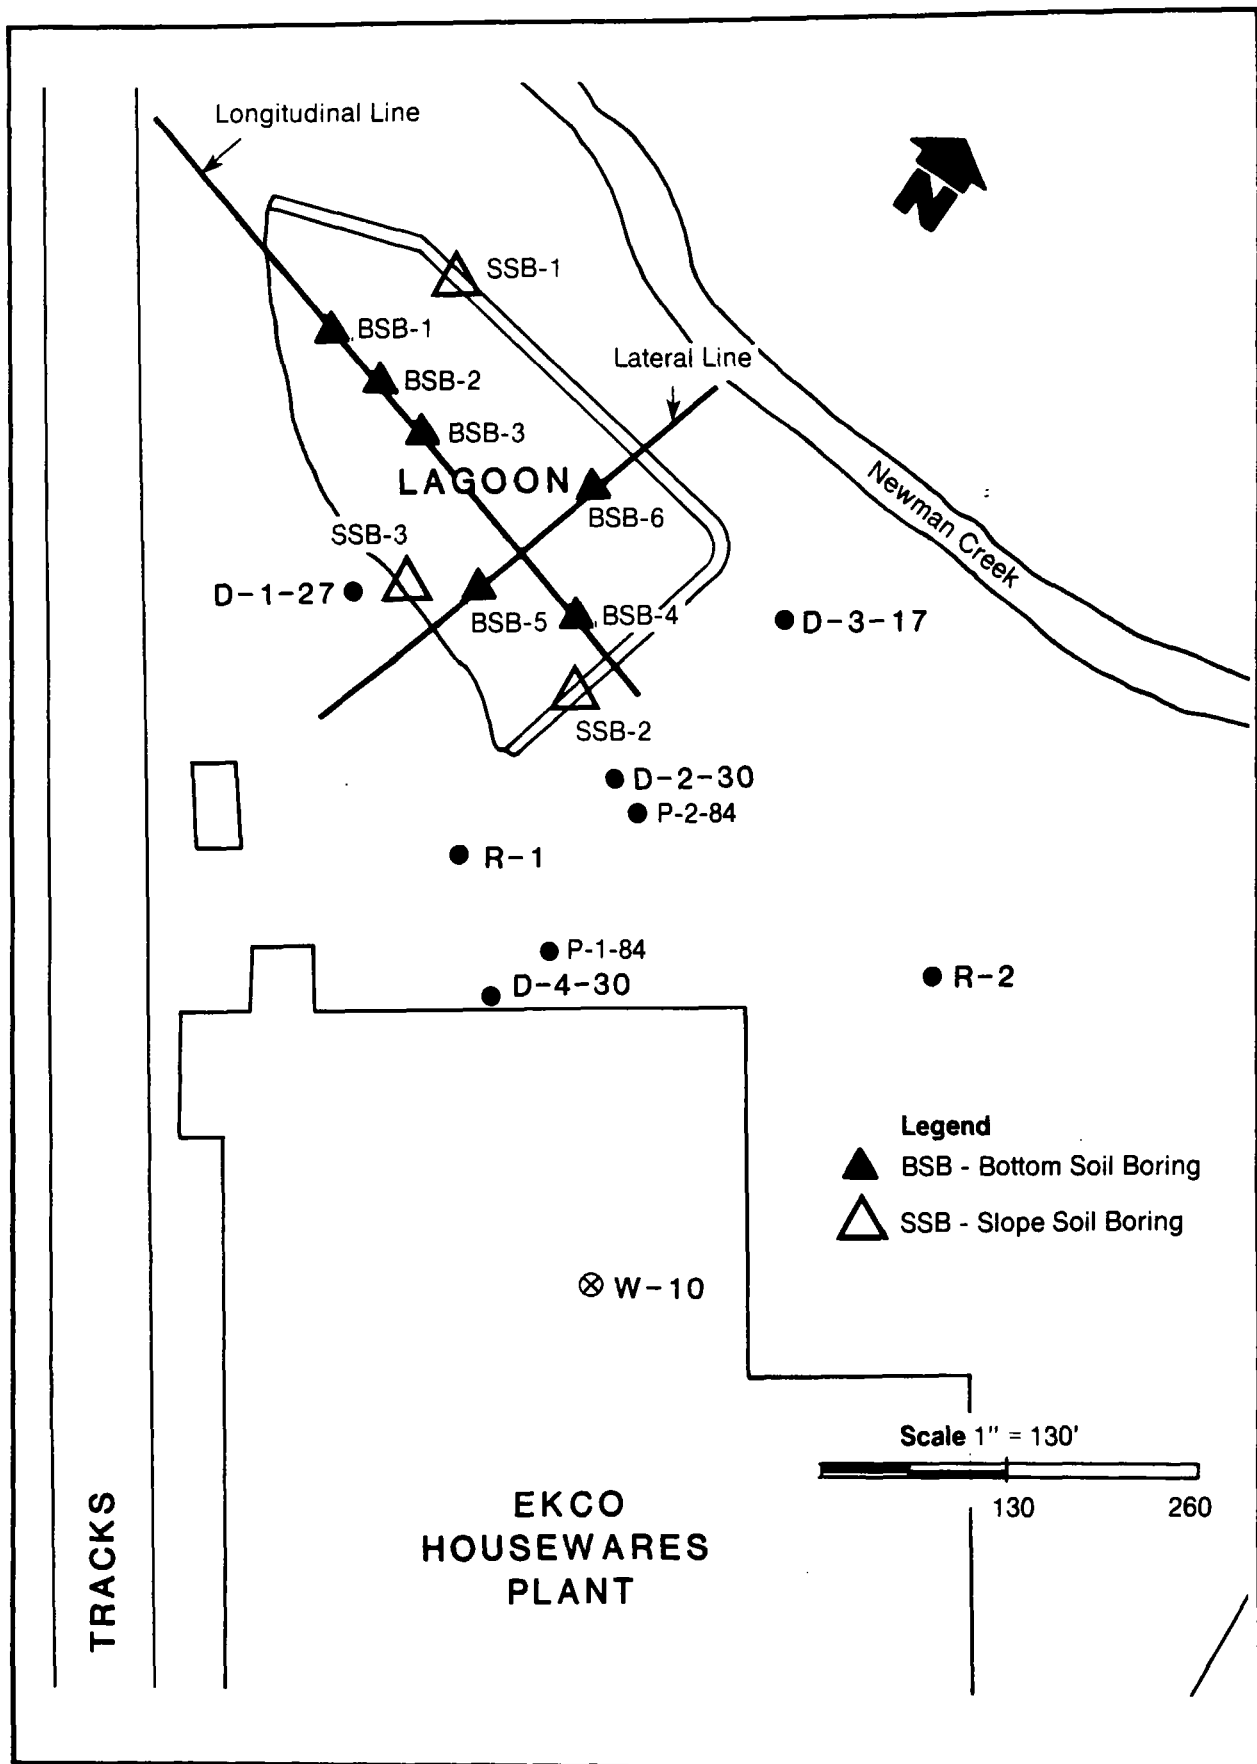 Longitudinal Line
N
SSB-1
BSB-1
Lateral Line
BSB-2
BSB-3
LAGOON
Newman Creek
BSB-6
SSB-3
D-1-27
BSB-5
BSB-4
D-3-17
SSB-2
D-2-30
P-2-84
R-1
P-1-84
D-4-30
R-2
Legend
BSB - Bottom Soil Boring
SSB - Slope Soil Boring
W-10
Scale 1" = 130'
130 260
TRACKS
EKCO
HOUSEWARES
PLANT